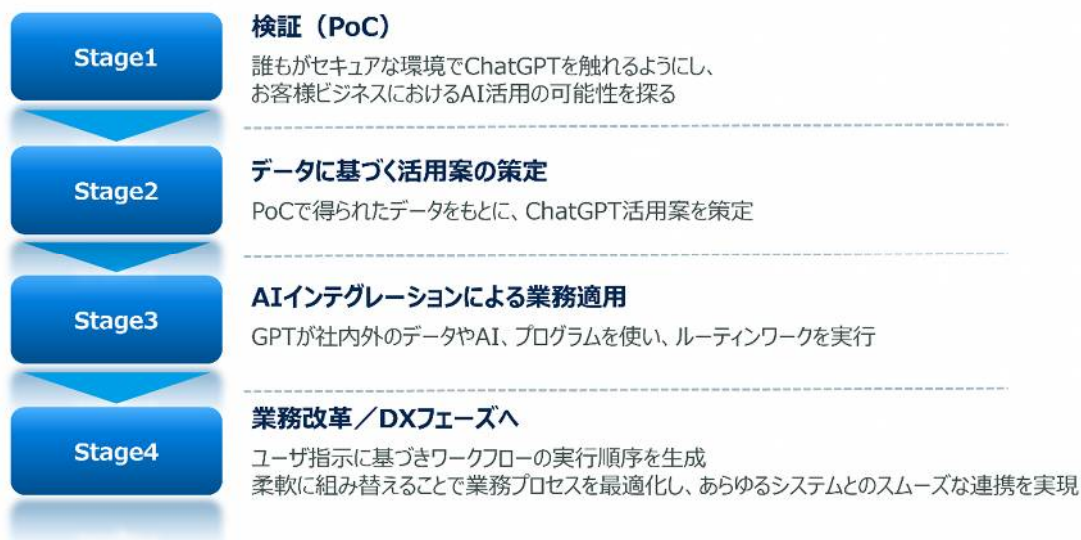 Stage1
検証（PoC）
誰もがセキュアな環境でChatGPTを触れるようにし、
お客様ビジネスにおけるAI活用の可能性を探る
Stage2
データに基づく活用案の策定
PoCで得られたデータをもとに、ChatGPT活用案を策定
Stage3
AIインテグレーションによる業務適用
GPTが社内外のデータやAI、プログラムを使い、ルーティンワークを実行
Stage4
業務改革／DXフェーズへ
ユーザ指示に基づきワークフローの実行順序を生成
柔軟に組み替えることで業務プロセスを最適化し、あらゆるシステムとのスムーズな連携を実現